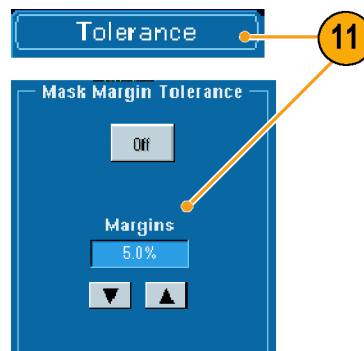 Tolerance
11
Mask Margin Tolerance
Off
Margins
5.0%